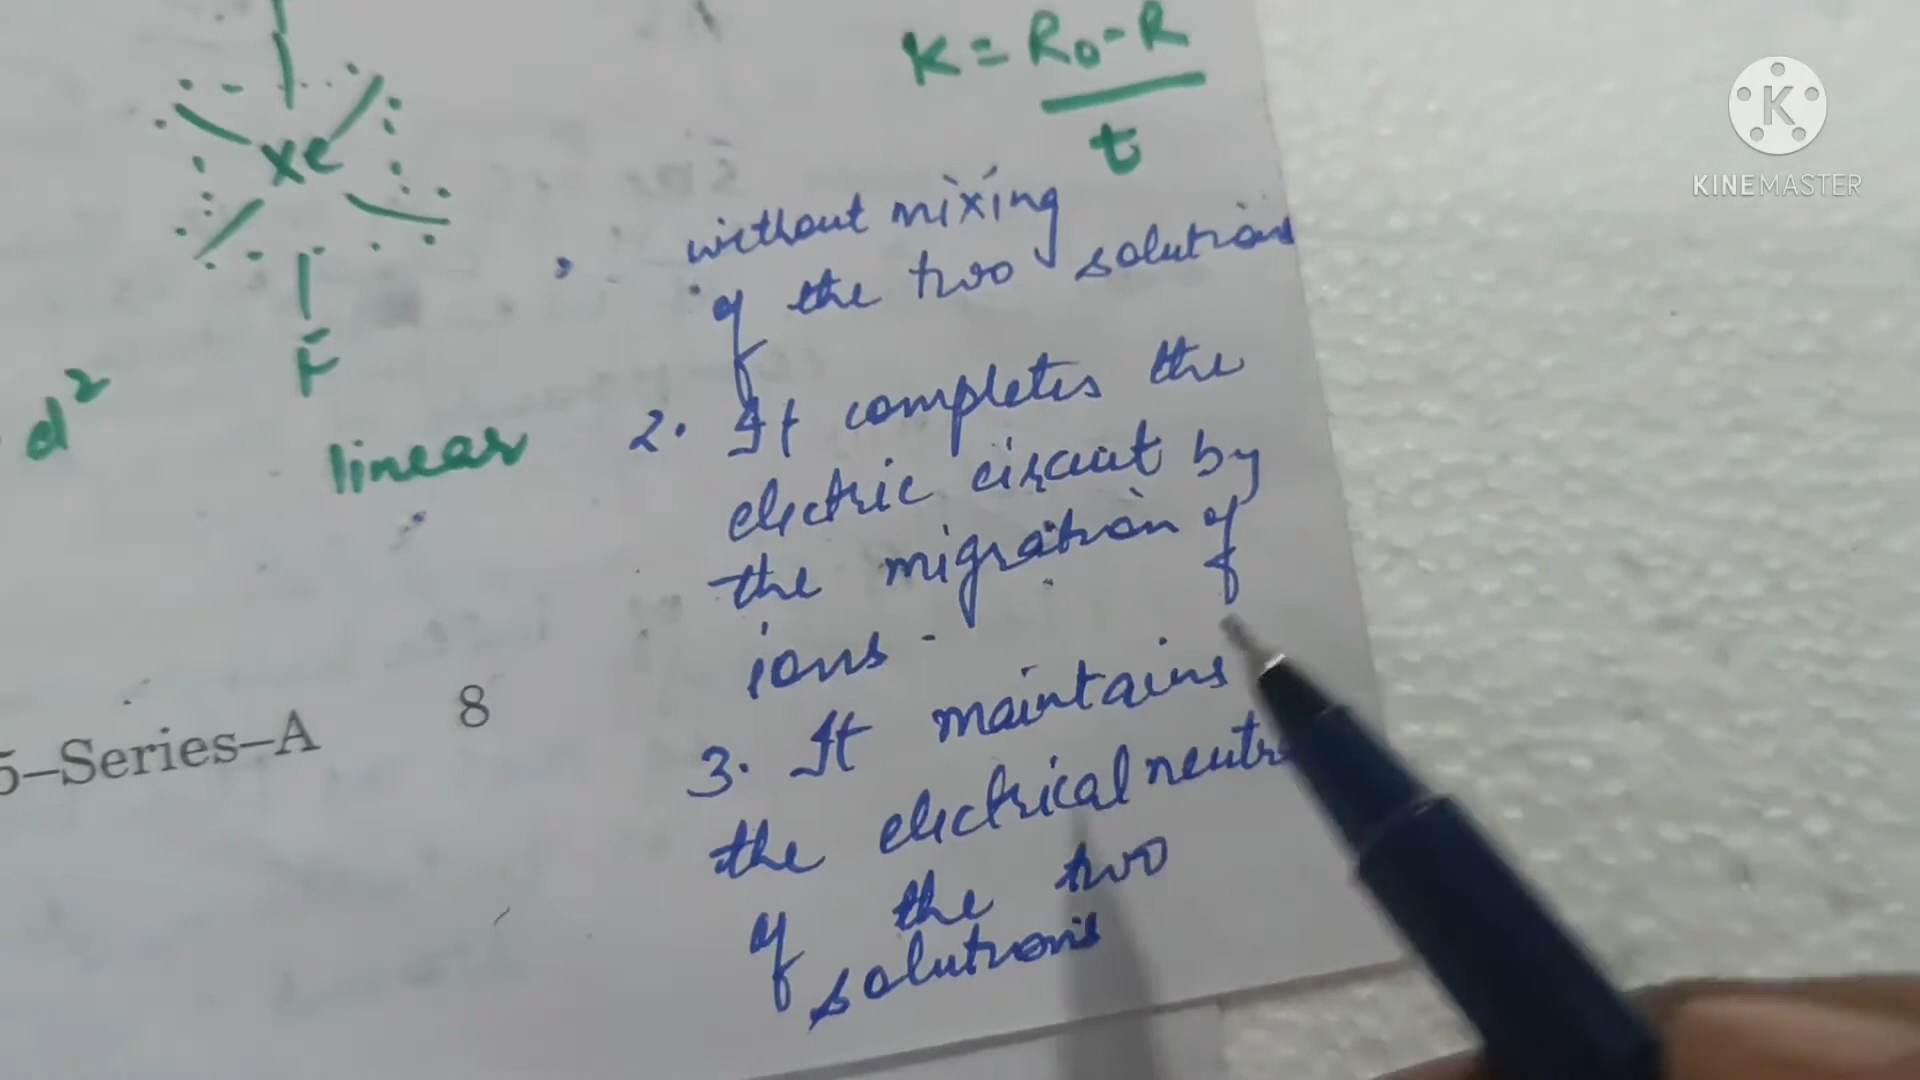 K = R₀-R
t
Xe
F
d²
linear
without mixing
of the two solutions
2. It completes the
electric circuit by
the migration of
ions.
3. It maintains
the electrical neutr
of the two
solutions
5-Series-A 8
K
KINEMASTER